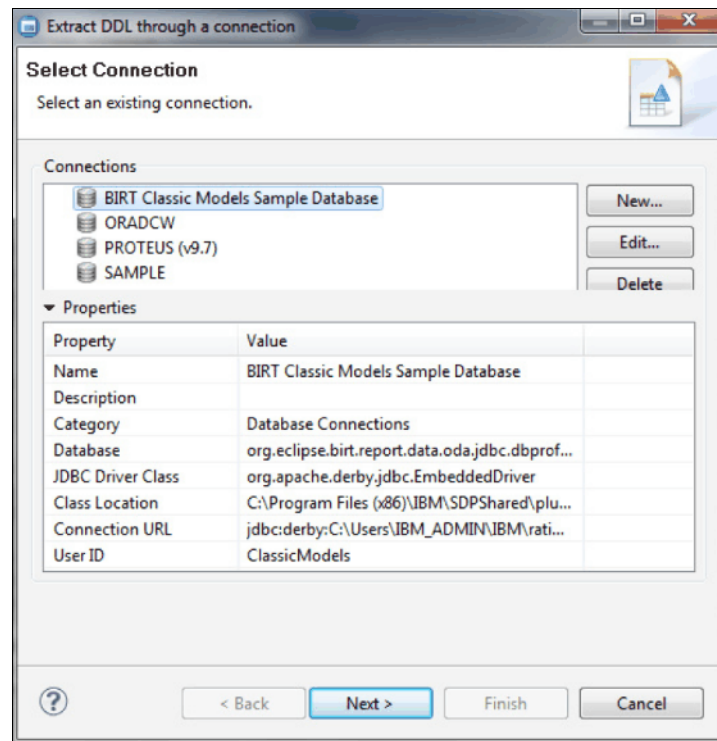 Extract DDL through a connection
Select Connection
Select an existing connection.
Connections
BIRT Classic Models Sample Database
ORADCW
PROTEUS (v9.7)
SAMPLE
New...
Edit...
Delete
Properties
Property Value
Name BIRT Classic Models Sample Database
Description
Category Database Connections
Database org.eclipse.birt.report.data.oda.jdbc.dbprof...
JDBC Driver Class org.apache.derby.jdbc.EmbeddedDriver
Class Location C:\Program Files (x86)\IBM\SDPShared\plu...
Connection URL jdbc:derby:C:\Users\IBM_ADMIN\IBM\rati...
User ID ClassicModels
? < Back Next > Finish Cancel